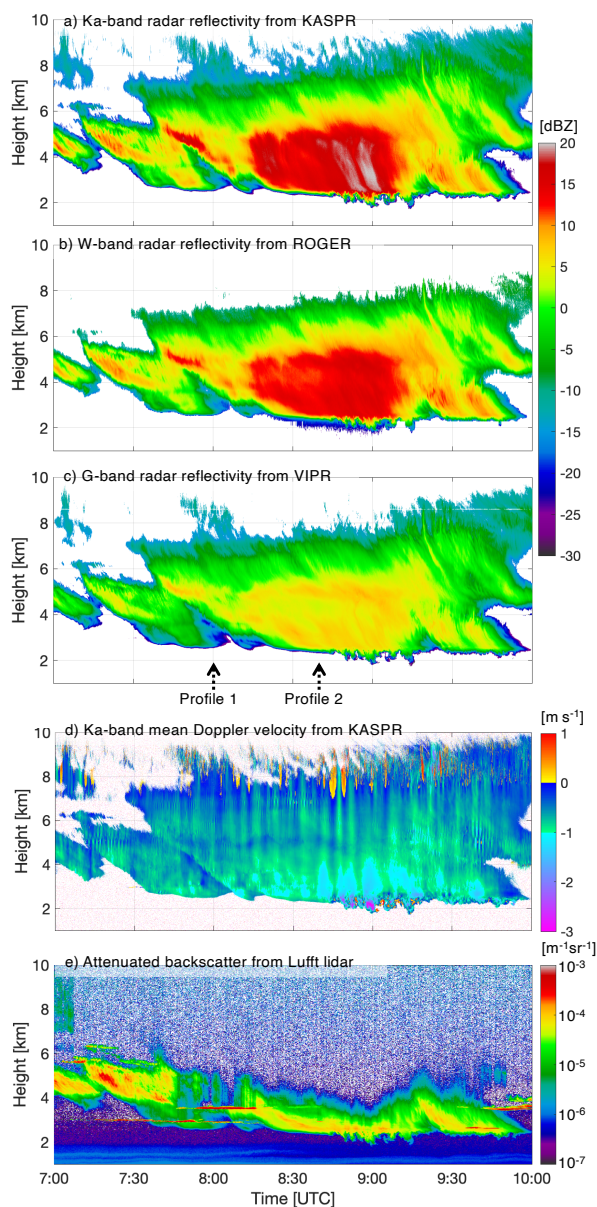 a) Ka-band radar reflectivity from KASPR
10
8
6
4
2
Height [km]
b) W-band radar reflectivity from ROGER
10
8
6
4
2
Height [km]
c) G-band radar reflectivity from VIPR
10
8
6
4
2
Height [km]
[dBZ]
20
15
10
5
0
-5
-10
-15
-20
-25
-30
Profile 1 Profile 2
d) Ka-band mean Doppler velocity from KASPR
10
8
6
4
2
Height [km]
[m s-1]
1
0
-1
-2
-3
e) Attenuated backscatter from Lufft lidar
10
8
6
4
2
Height [km]
[m-1sr-1]
10-3
10-4
10-5
10-6
10-7
7:00 7:30 8:00 8:30 9:00 9:30 10:00
Time [UTC]